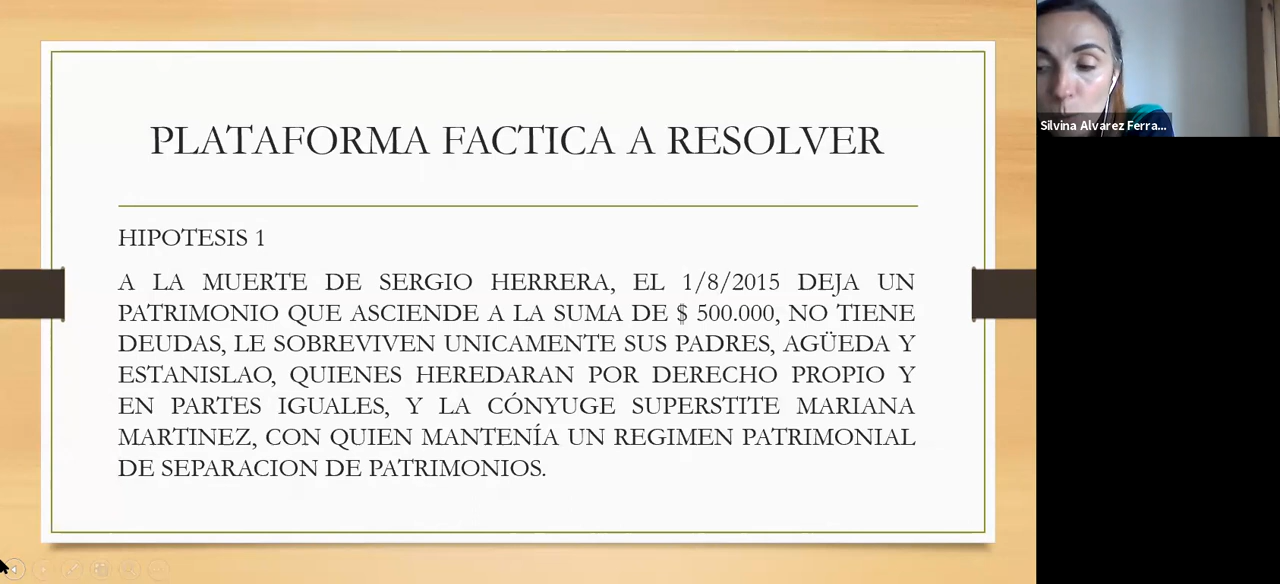 PLATAFORMA FACTICA A RESOLVER
HIPOTESIS 1
A LA MUERTE DE SERGIO HERRERA, EL 1/8/2015 DEJA UN
PATRIMONIO QUE ASCIENDE A LA SUMA DE $ 500.000, NO TIENE
DEUDAS, LE SOBREVIVEN UNICAMENTE SUS PADRES, AGÜEDA Y
ESTANISLAO, QUIENES HEREDARAN POR DERECHO PROPIO Y
EN PARTES IGUALES, Y LA CÓNYUGE SUPERSTITE MARIANA
MARTINEZ, CON QUIEN MANTENÍA UN REGIMEN PATRIMONIAL
DE SEPARACION DE PATRIMONIOS.
Silvina Alvarez Ferra...